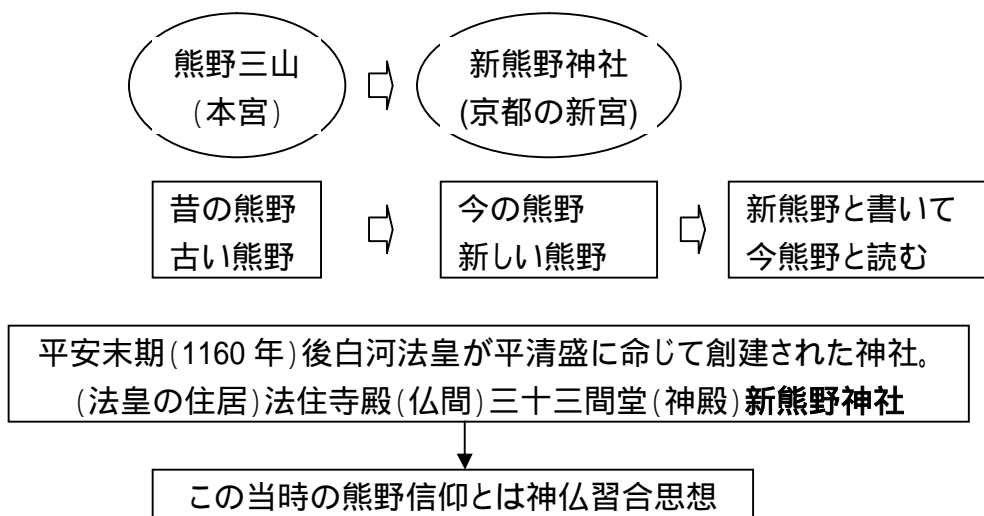 熊野三山
(本宮)
新熊野神社
(京都の新宮)
昔の熊野
古い熊野
今の熊野
新しい熊野
新熊野と書いて
今熊野と読む
平安末期(1160年)後白河法皇が平清盛に命じて創建された神社。
(法皇の住居)法住寺殿(仏間)三十三間堂(神殿)新熊野神社
この当時の熊野信仰とは神仏習合思想